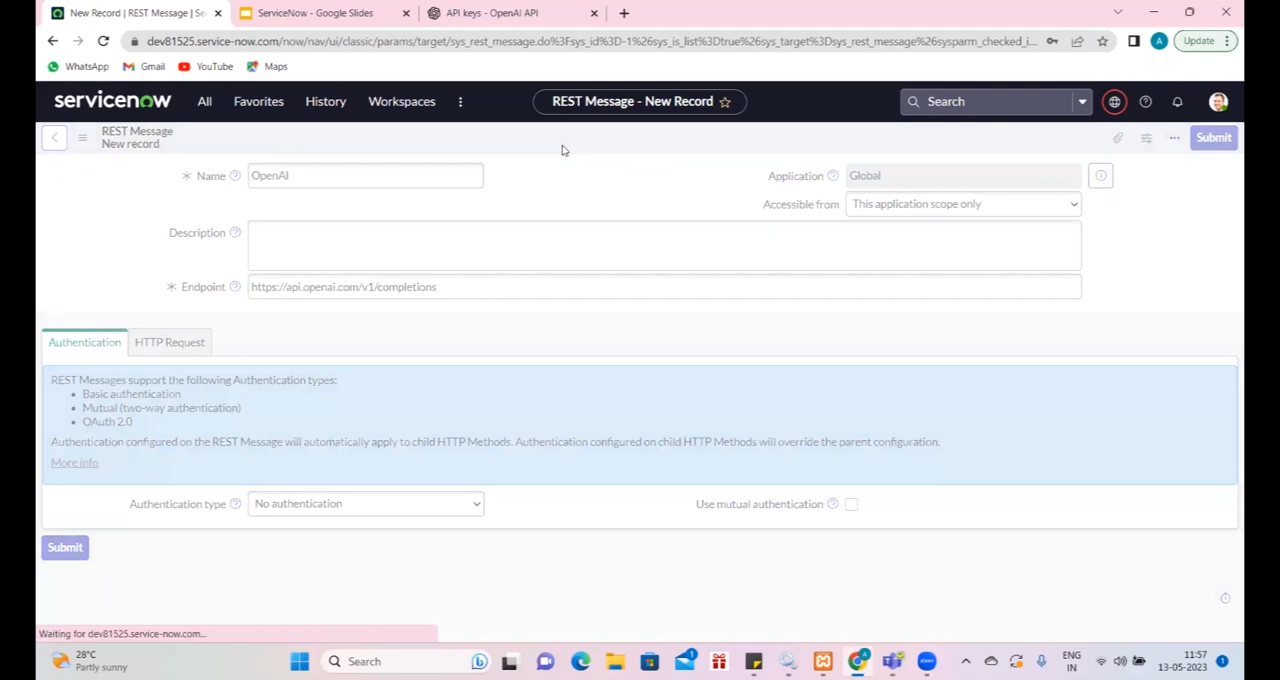 New Record | REST Message | Se
ServiceNow - Google Slides
API keys - OpenAI API
dev81525.service-now.com/now/nav/ui/classic/params/target/sys_rest_message.do%3Fsys_id%3D-1%26sys_is_list%3Dtrue%26sys_target%3Dsys_rest_message%26sysparm_checked_i...
A
Update
WhatsApp
Gmail
YouTube
Maps
servicenow
All
Favorites
History
Workspaces
REST Message - New Record
Search
REST Message
New record
Submit
Name
OpenAI
Application
Global
Accessible from
This application scope only
Description
Endpoint
https://api.openai.com/v1/completions
Authentication
HTTP Request
REST Messages support the following Authentication types:
• Basic authentication
• Mutual (two-way authentication)
• OAuth 2.0
Authentication configured on the REST Message will automatically apply to child HTTP Methods. Authentication configured on child HTTP Methods will override the parent configuration.
More info
Authentication type
No authentication
Use mutual authentication
Submit
Waiting for dev81525.service-now.com...
28°C
Partly sunny
Search
1
A
ENG
IN
11:57
13-05-2023
1